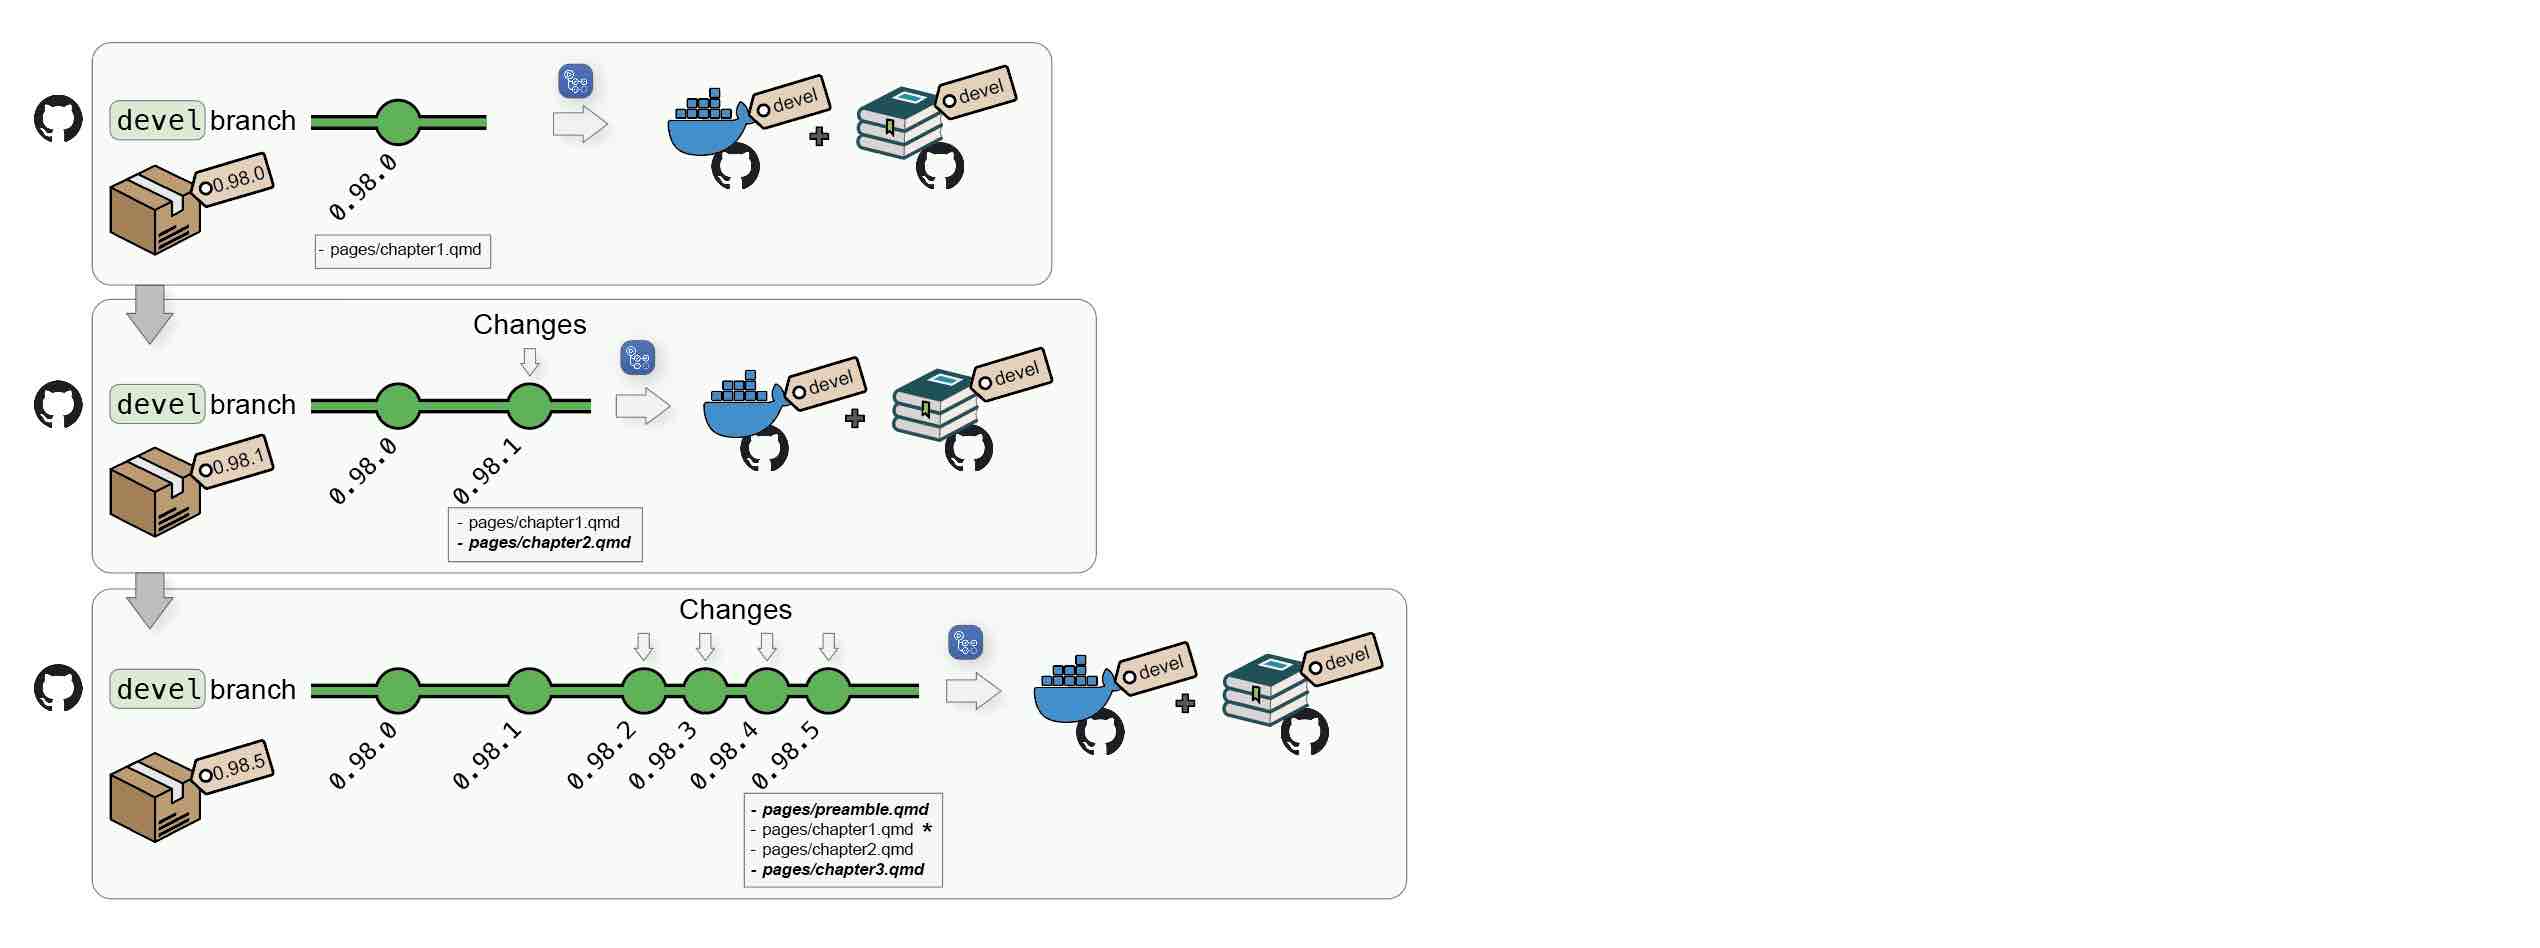 devel branch
devel
devel
0.98.0
0.98.0
- pages/chapter1.qmd
Changes
devel branch
devel
devel
0.98.1
0.98.0
0.98.1
- pages/chapter1.qmd
- pages/chapter2.qmd
Changes
devel branch
devel
devel
0.98.5
0.98.0
0.98.1
0.98.2
0.98.3
0.98.4
0.98.5
- pages/preamble.qmd
- pages/chapter1.qmd *
- pages/chapter2.qmd
- pages/chapter3.qmd